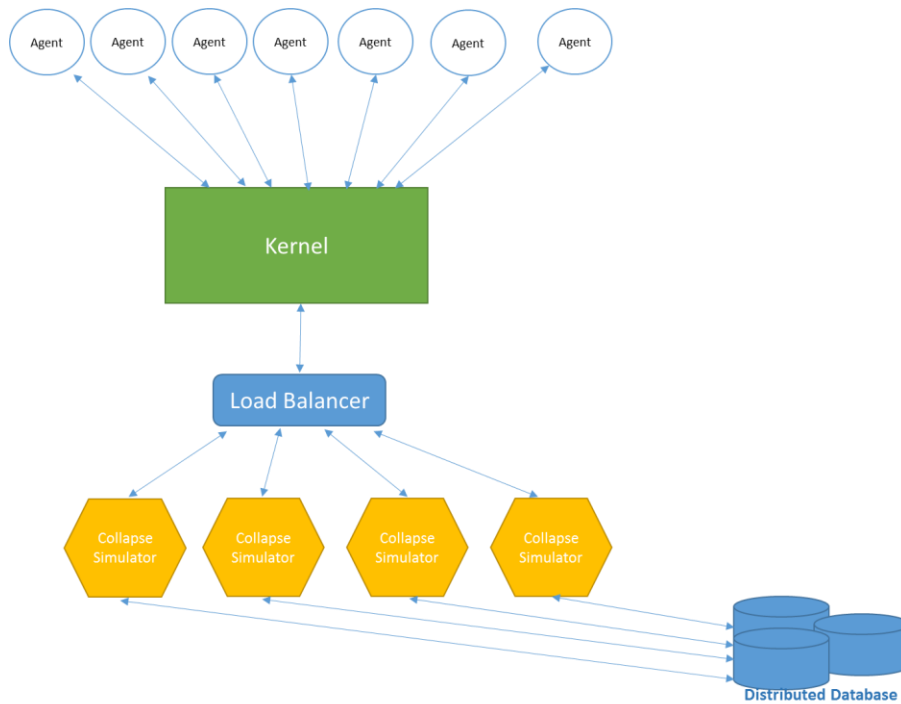 Agent
Agent
Agent
Agent
Agent
Agent
Agent
Kernel
Load Balancer
Collapse
Simulator
Collapse
Simulator
Collapse
Simulator
Collapse
Simulator
Distributed Database